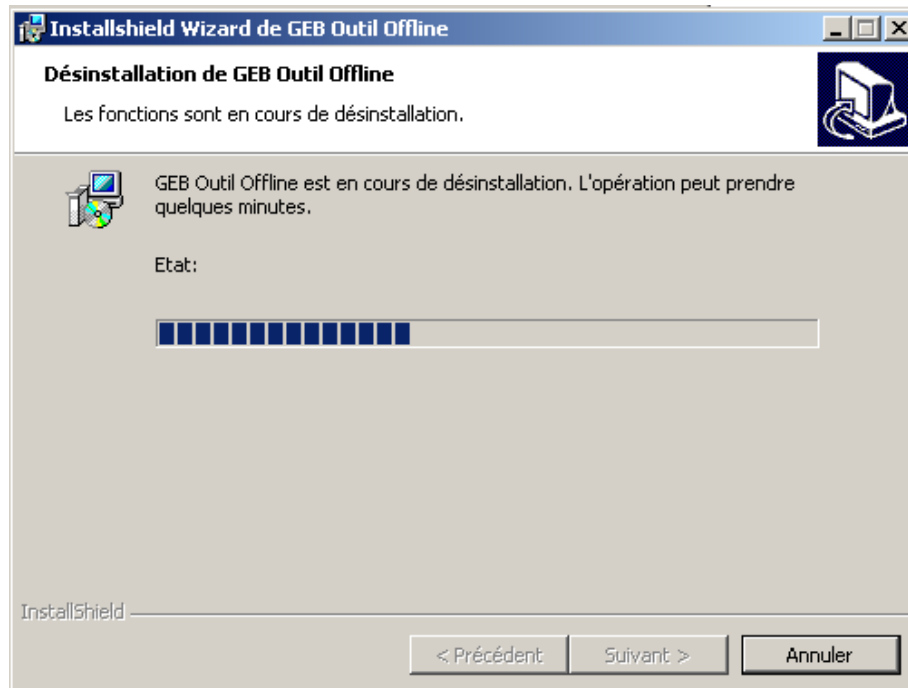 Installshield Wizard de GEB Outil Offline
Désinstallation de GEB Outil Offline
Les fonctions sont en cours de désinstallation.
GEB Outil Offline est en cours de désinstallation. L'opération peut prendre
quelques minutes.
Etat:
InstallShield
< Précédent
Suivant >
Annuler